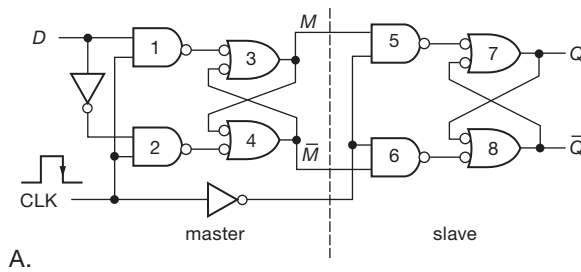 D 1 3 M 5 7 Q
2 4 M̅ 6 8 Q̅
CLK
master slave
A.